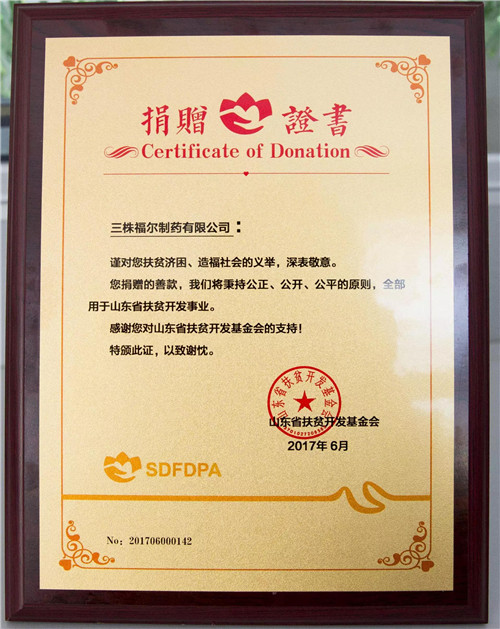 捐贈 證書
Certificate of Donation
三株福尔制药有限公司：
谨对您扶贫济困、造福社会的义举，深表敬意。
您捐赠的善款，我们将秉持公正、公开、公平的原则，全部
用于山东省扶贫开发事业。
感谢您对山东省扶贫开发基金会的支持！
特颁此证，以致谢忱。
山东省扶贫开发基金会
山东省扶贫开发基金会
2017年6月
SDFDPA
No: 201706000142